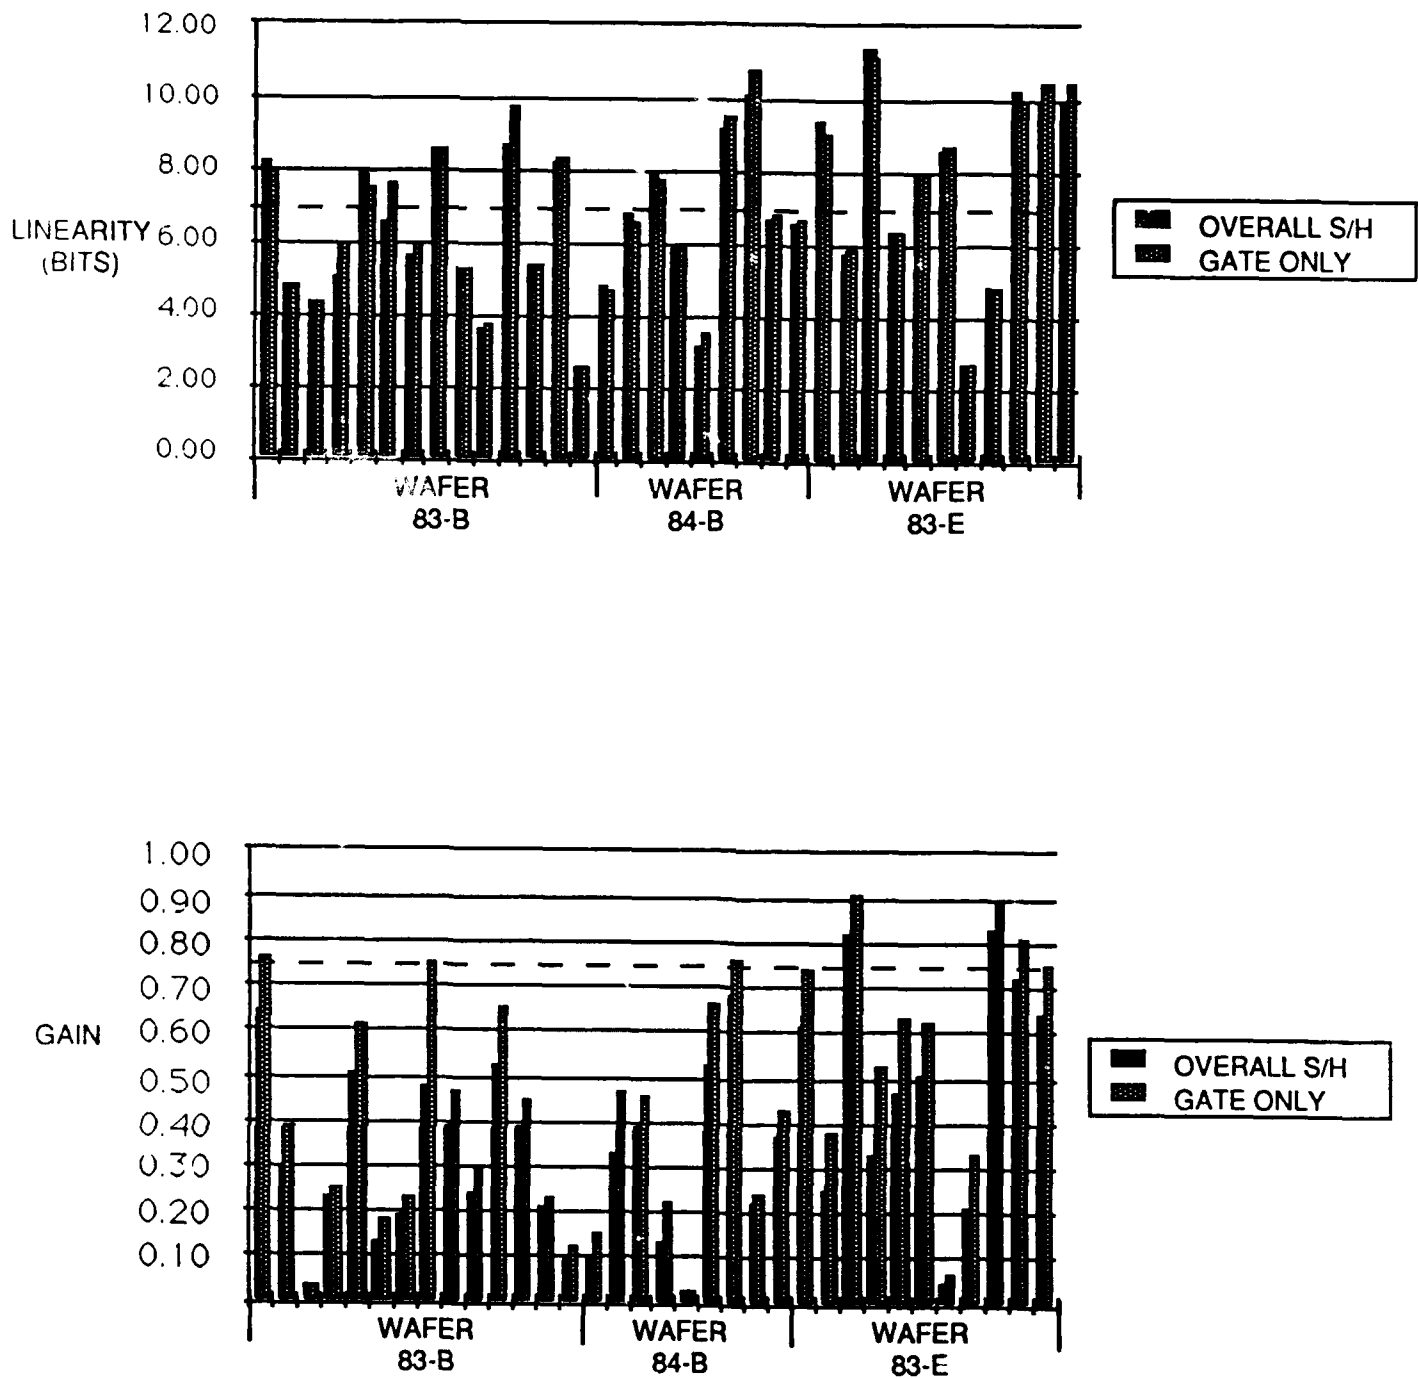 12.00
10.00
8.00
6.00
4.00
2.00
0.00
LINEARITY
(BITS)
WAFER
83-B
WAFER
84-B
WAFER
83-E
OVERALL S/H
GATE ONLY
1.00
0.90
0.80
0.70
0.60
0.50
0.40
0.30
0.20
0.10
GAIN
WAFER
83-B
WAFER
84-B
WAFER
83-E
OVERALL S/H
GATE ONLY